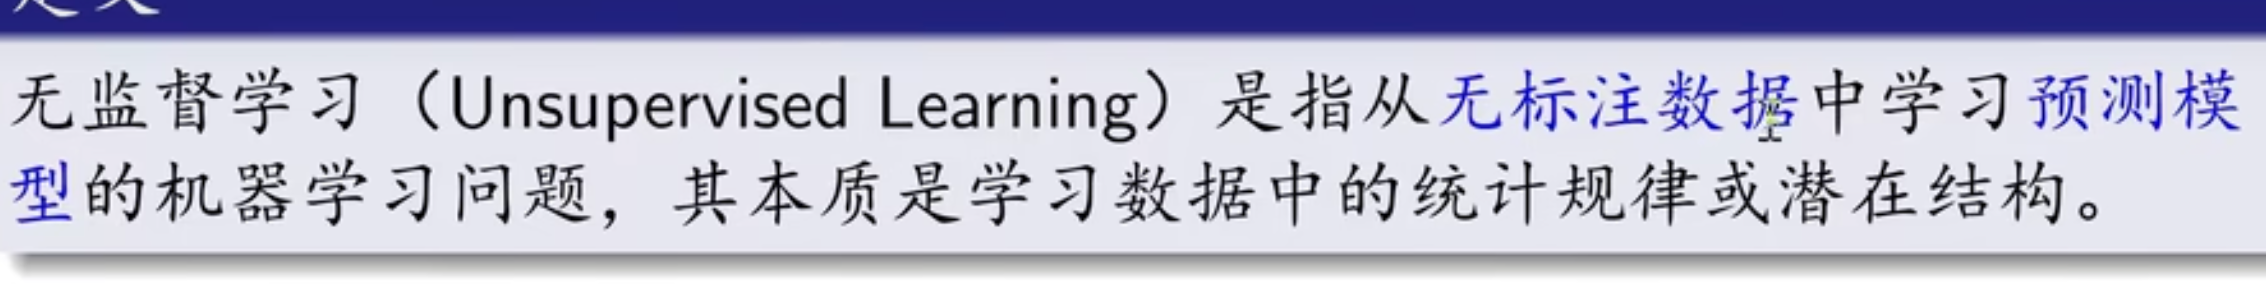 无监督学习（Unsupervised Learning）是指从无标注数据中学习预测模
型的机器学习问题，其本质是学习数据中的统计规律或潜在结构。